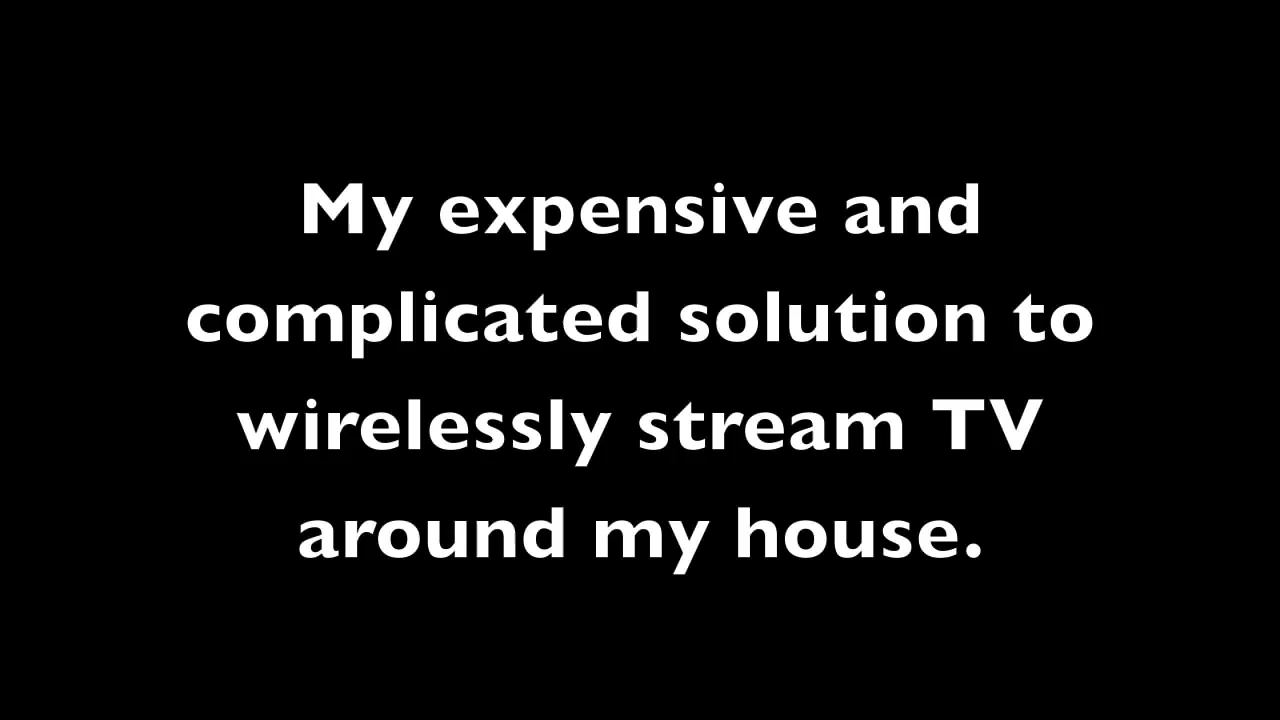 My expensive and
complicated solution to
wirelessly stream TV
around my house.